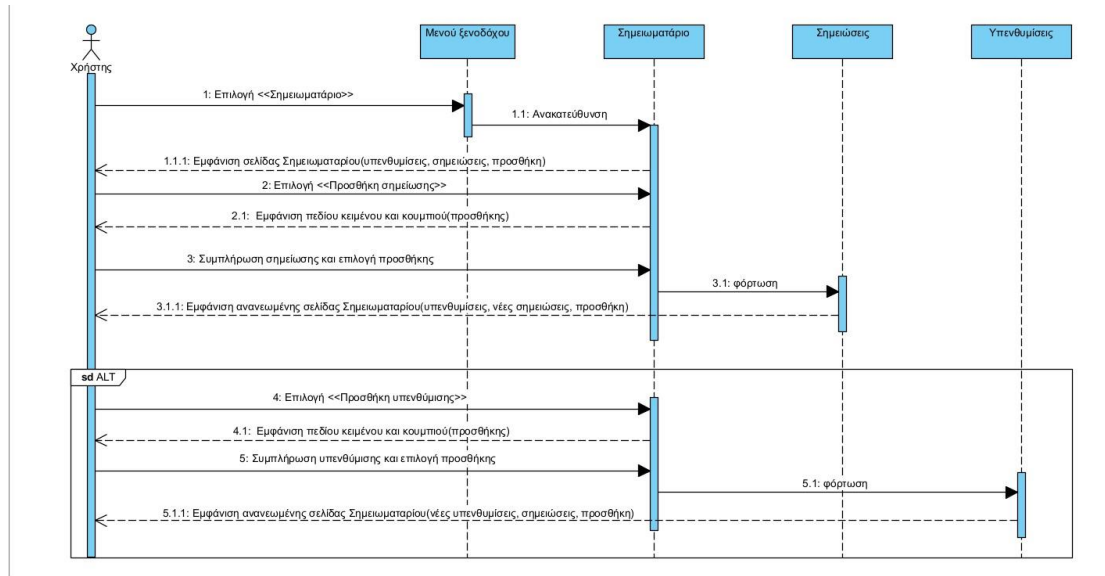 Χρήστης
Μενού ξενοδόχου
Σημειωματάριο
Σημειώσεις
Υπενθυμίσεις
1: Επιλογή <<Σημειωματάριο>>
1.1: Ανακατεύθυνση
1.1.1: Εμφάνιση σελίδας Σημειωματαρίου(υπενθυμίσεις, σημειώσεις, προσθήκη)
2: Επιλογή <<Προσθήκη σημείωσης>>
2.1: Εμφάνιση πεδίου κειμένου και κουμπιού(προσθήκης)
3: Συμπλήρωση σημείωσης και επιλογή προσθήκης
3.1: φόρτωση
3.1.1: Εμφάνιση ανανεωμένης σελίδας Σημειωματαρίου(υπενθυμίσεις, νέες σημειώσεις, προσθήκη)
sd ALT
4: Επιλογή <<Προσθήκη υπενθύμισης>>
4.1: Εμφάνιση πεδίου κειμένου και κουμπιού(προσθήκης)
5: Συμπλήρωση υπενθύμισης και επιλογή προσθήκης
5.1: φόρτωση
5.1.1: Εμφάνιση ανανεωμένης σελίδας Σημειωματαρίου(νέες υπενθυμίσεις, σημειώσεις, προσθήκη)